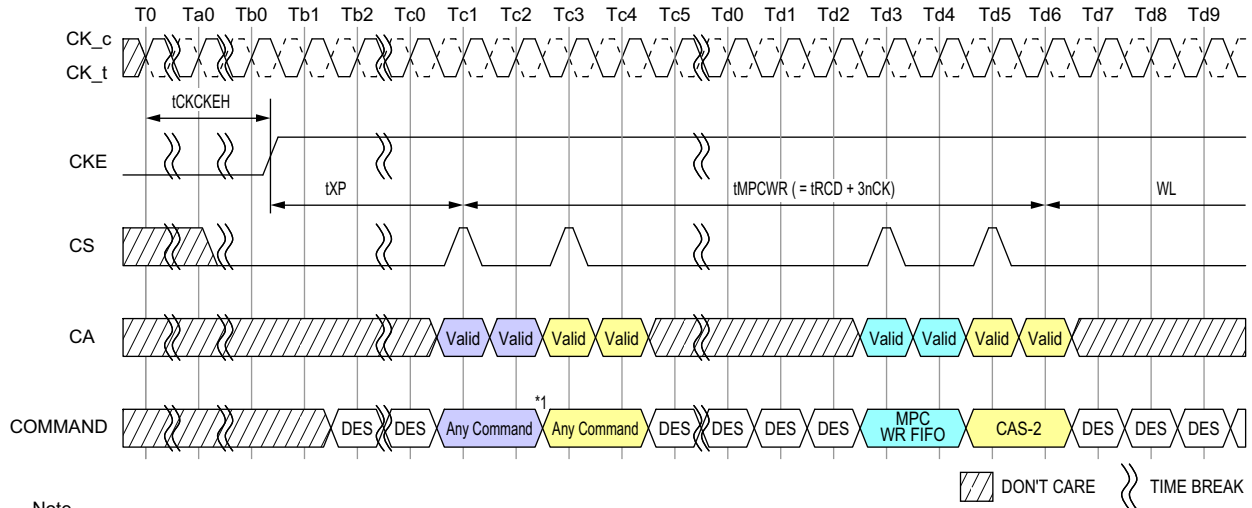 T0 Ta0 Tb0 Tb1 Tb2 Tc0 Tc1 Tc2 Tc3 Tc4 Tc5 Td0 Td1 Td2 Td3 Td4 Td5 Td6 Td7 Td8 Td9
CK_c
CK_t
tCKCKEH
CKE
tXP tMPCWR ( = tRCD + 3nCK) WL
CS
CA Valid Valid Valid Valid Valid Valid Valid Valid
*1
COMMAND DES DES Any Command Any Command DES DES DES DES MPC WR FIFO CAS-2 DES DES DES
DON'T CARE TIME BREAK